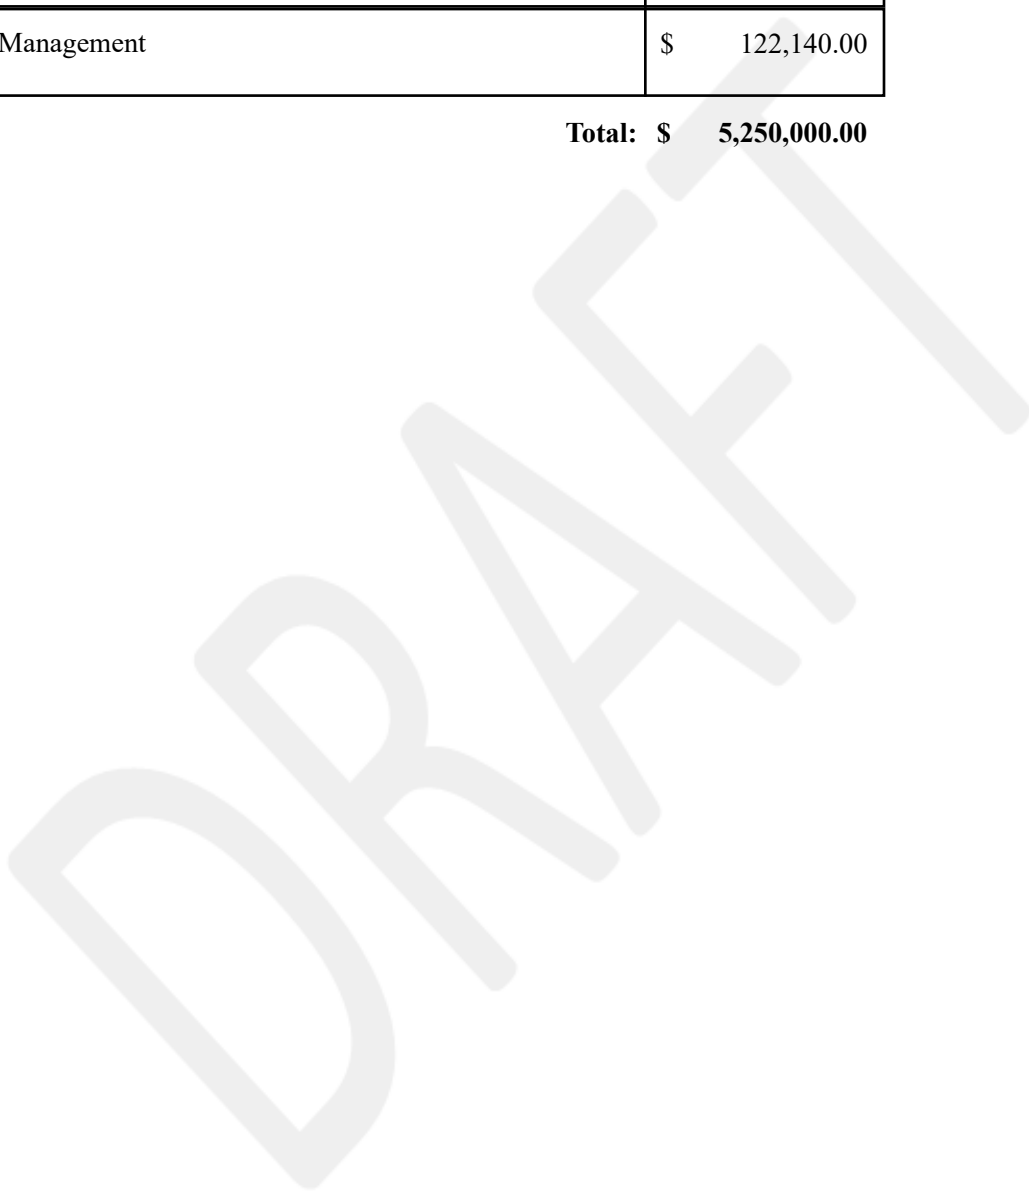 Management $ 122,140.00
Total: $ 5,250,000.00
DRAFT